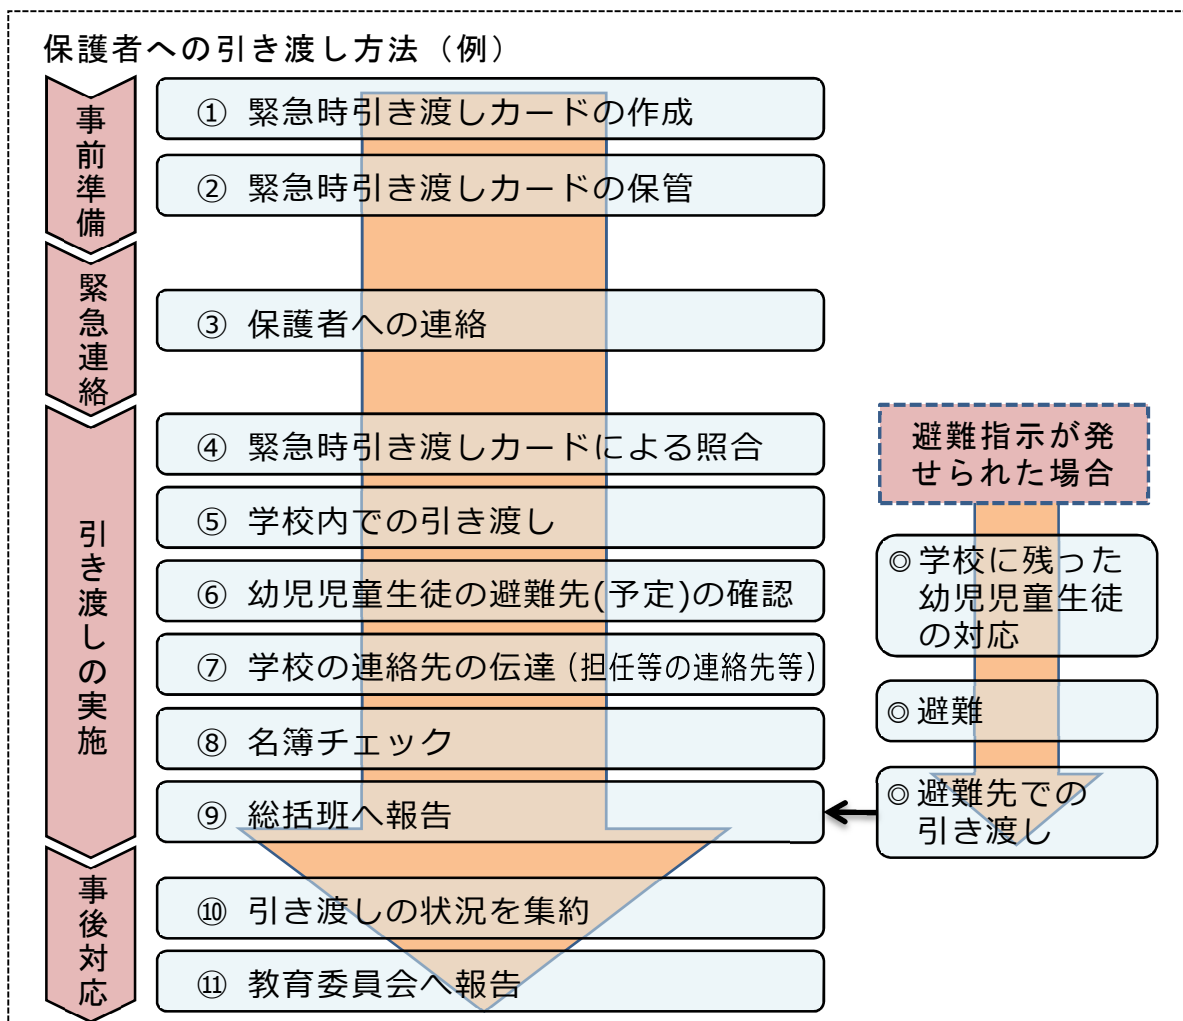 保護者への引き渡し方法（例）
事前準備
① 緊急時引き渡しカードの作成
② 緊急時引き渡しカードの保管
緊急連絡
③ 保護者への連絡
引き渡しの実施
④ 緊急時引き渡しカードによる照合
⑤ 学校内での引き渡し
⑥ 幼児児童生徒の避難先(予定)の確認
⑦ 学校の連絡先の伝達（担任等の連絡先等）
⑧ 名簿チェック
⑨ 総括班へ報告
避難指示が発
せられた場合
◎学校に残った
幼児児童生徒
の対応
◎避難
◎避難先での
引き渡し
事後対応
⑩ 引き渡しの状況を集約
⑪ 教育委員会へ報告